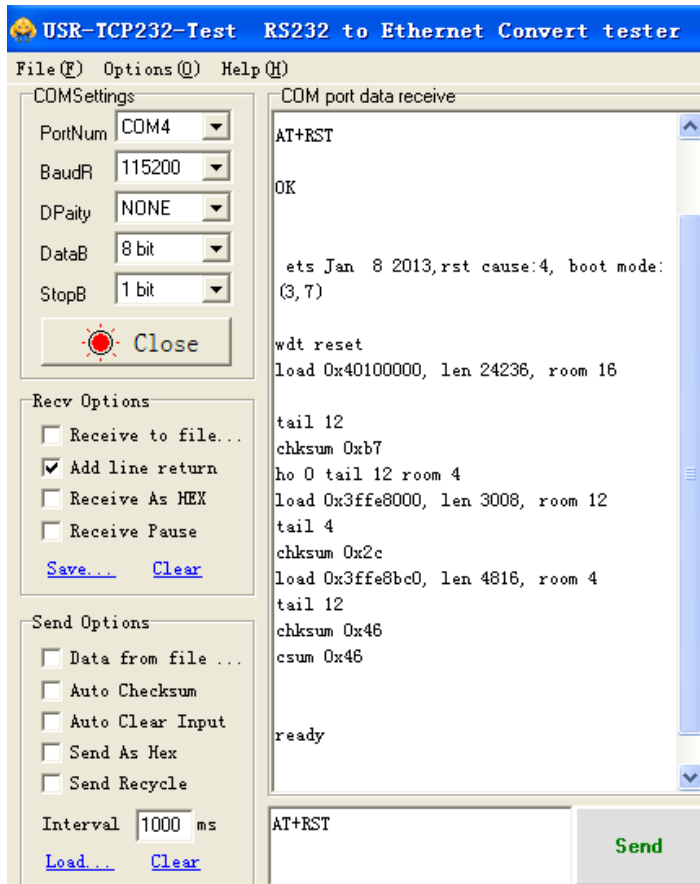 USR-TCP232-Test RS232 to Ethernet Convert tester
File(F) Options(O) Help(H)
COMSettings
PortNum COM4
BaudR 115200
DPaity NONE
DataB 8 bit
StopB 1 bit
Close
Recv Options
Receive to file...
Add line return
Receive As HEX
Receive Pause
Save... Clear
Send Options
Data from file ...
Auto Checksum
Auto Clear Input
Send As Hex
Send Recycle
Interval 1000 ms
Load... Clear
COM port data receive
AT+RST
OK
ets Jan 8 2013,rst cause:4, boot mode:
(3,7)
wdt reset
load 0x40100000, len 24236, room 16
tail 12
chksum 0xb7
ho 0 tail 12 room 4
load 0x3ffe8000, len 3008, room 12
tail 4
chksum 0x2c
load 0x3ffe8bc0, len 4816, room 4
tail 12
chksum 0x46
csum 0x46
ready
AT+RST
Send